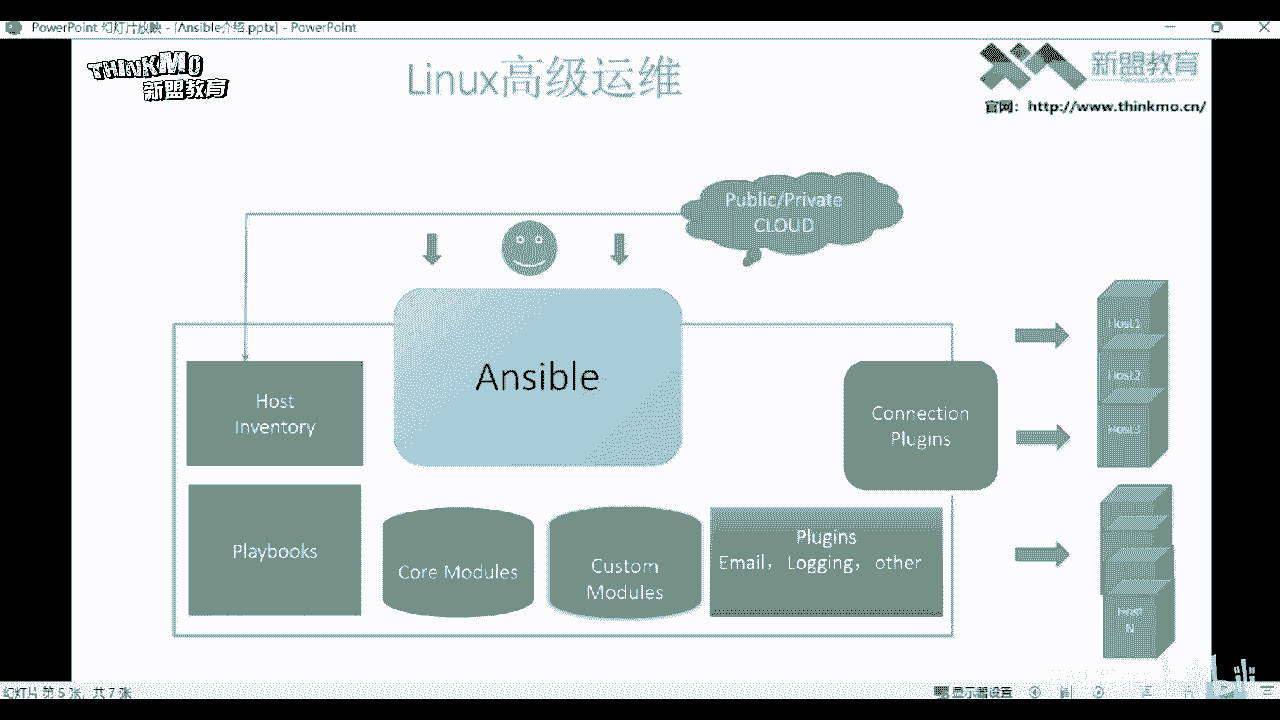 PowerPoint 幻灯片放映 - [Ansible介绍.pptx] - PowerPoint
THINKMO
新盟教育
Linux高级运维
新盟教育
官网：http://www.thinkmo.cn/
Public/Private
CLOUD
Ansible
Host
Inventory
Connection
Plugins
Host1
Host2
Host3
Playbooks
Core Modules
Custom
Modules
Plugins
Email，Logging，other
Host
N
幻灯片 第 5 张，共 7 张
显示器设置